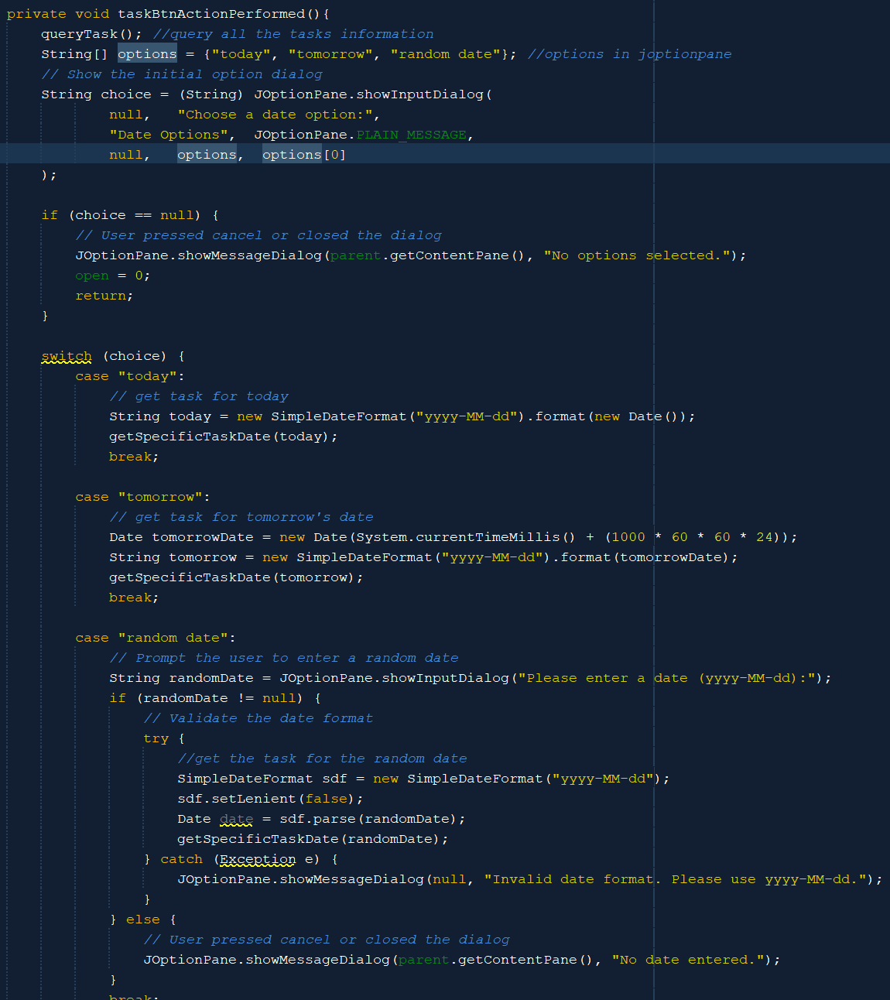 private void taskBtnActionPerformed(){
    queryTask(); //query all the tasks information
    String[] options = {"today", "tomorrow", "random date"}; //options in joptionpane
    // Show the initial option dialog
    String choice = (String) JOptionPane.showInputDialog(
            null,   "Choose a date option:",
            "Date Options",  JOptionPane.PLAIN_MESSAGE,
            null,   options,  options[0]
    );
    if (choice == null) {
        // User pressed cancel or closed the dialog
        JOptionPane.showMessageDialog(parent.getContentPane(), "No options selected.");
        open = 0;
        return;
    }
    switch (choice) {
        case "today":
            // get task for today
            String today = new SimpleDateFormat("yyyy-MM-dd").format(new Date());
            getSpecificTaskDate(today);
            break;
        case "tomorrow":
            // get task for tomorrow's date
            Date tomorrowDate = new Date(System.currentTimeMillis() + (1000 * 60 * 60 * 24));
            String tomorrow = new SimpleDateFormat("yyyy-MM-dd").format(tomorrowDate);
            getSpecificTaskDate(tomorrow);
            break;
        case "random date":
            // Prompt the user to enter a random date
            String randomDate = JOptionPane.showInputDialog("Please enter a date (yyyy-MM-dd):");
            if (randomDate != null) {
                // Validate the date format
                try {
                    //get the task for the random date
                    SimpleDateFormat sdf = new SimpleDateFormat("yyyy-MM-dd");
                    sdf.setLenient(false);
                    Date date = sdf.parse(randomDate);
                    getSpecificTaskDate(randomDate);
                } catch (Exception e) {
                    JOptionPane.showMessageDialog(null, "Invalid date format. Please use yyyy-MM-dd.");
                }
            } else {
                // User pressed cancel or closed the dialog
                JOptionPane.showMessageDialog(parent.getContentPane(), "No date entered.");
            }
            break;